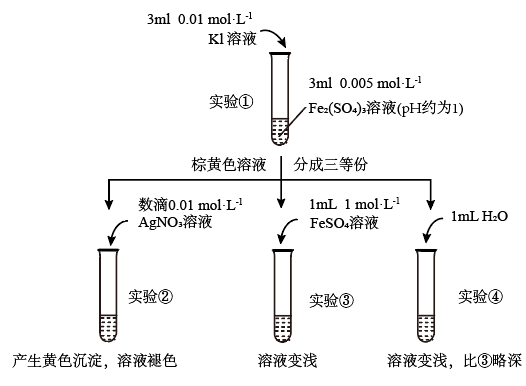 3ml 0.01 mol·L⁻¹
Kl 溶液
3ml 0.005 mol·L⁻¹
实验①
Fe₂(SO₄)₃溶液(pH约为1)
棕黄色溶液 分成三等份
数滴0.01 mol·L⁻¹
AgNO₃溶液
1mL 1 mol·L⁻¹
FeSO₄溶液
1mL H₂O
实验②
实验③
实验④
产生黄色沉淀，溶液褪色
溶液变浅
溶液变浅，比③略深